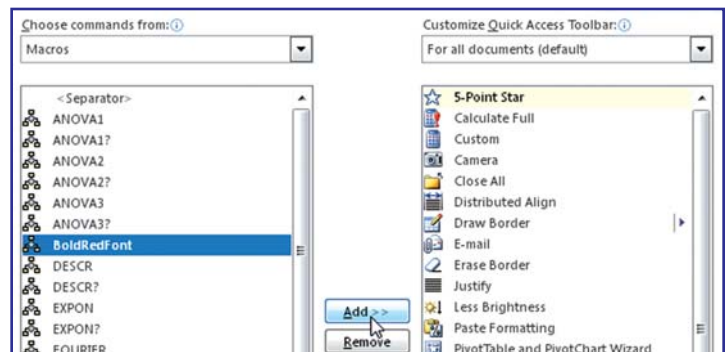 Choose commands from:
Macros
<Separator>
ANOVA1
ANOVA1?
ANOVA2
ANOVA2?
ANOVA3
ANOVA3?
BoldRedFont
DESCR
DESCR?
EXPON
EXPON?
FOURIER
Add >>
Remove
Customize Quick Access Toolbar:
For all documents (default)
5-Point Star
Calculate Full
Custom
Camera
Close All
Distributed Align
Draw Border
E-mail
Erase Border
Justify
Less Brightness
Paste Formatting
PivotTable and PivotChart Wizard